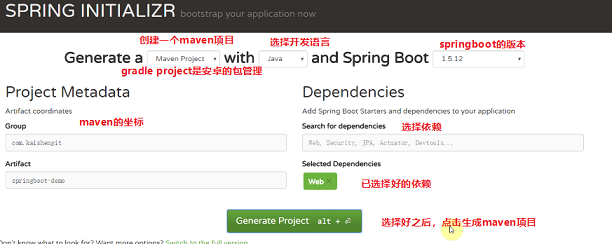 SPRING INITIALIZR bootstrap your application now
创建一个maven项目
选择开发语言
springboot的版本
Generate a Maven Project with Java and Spring Boot 1.5.12
gradle project是安卓的包管理
Project Metadata
Artifact coordinates
maven的坐标
Group
com.kaishengit
Artifact
springboot-demo
Dependencies
Add Spring Boot Starters and dependencies to your application
Search for dependencies
选择依赖
Web, Security, JPA, Actuator, Devtools...
Selected Dependencies
Web ×
已选择好的依赖
Generate Project alt + ⏎
选择好之后，点击生成maven项目
Don't know what to look for? Want more options? Switch to the full version.